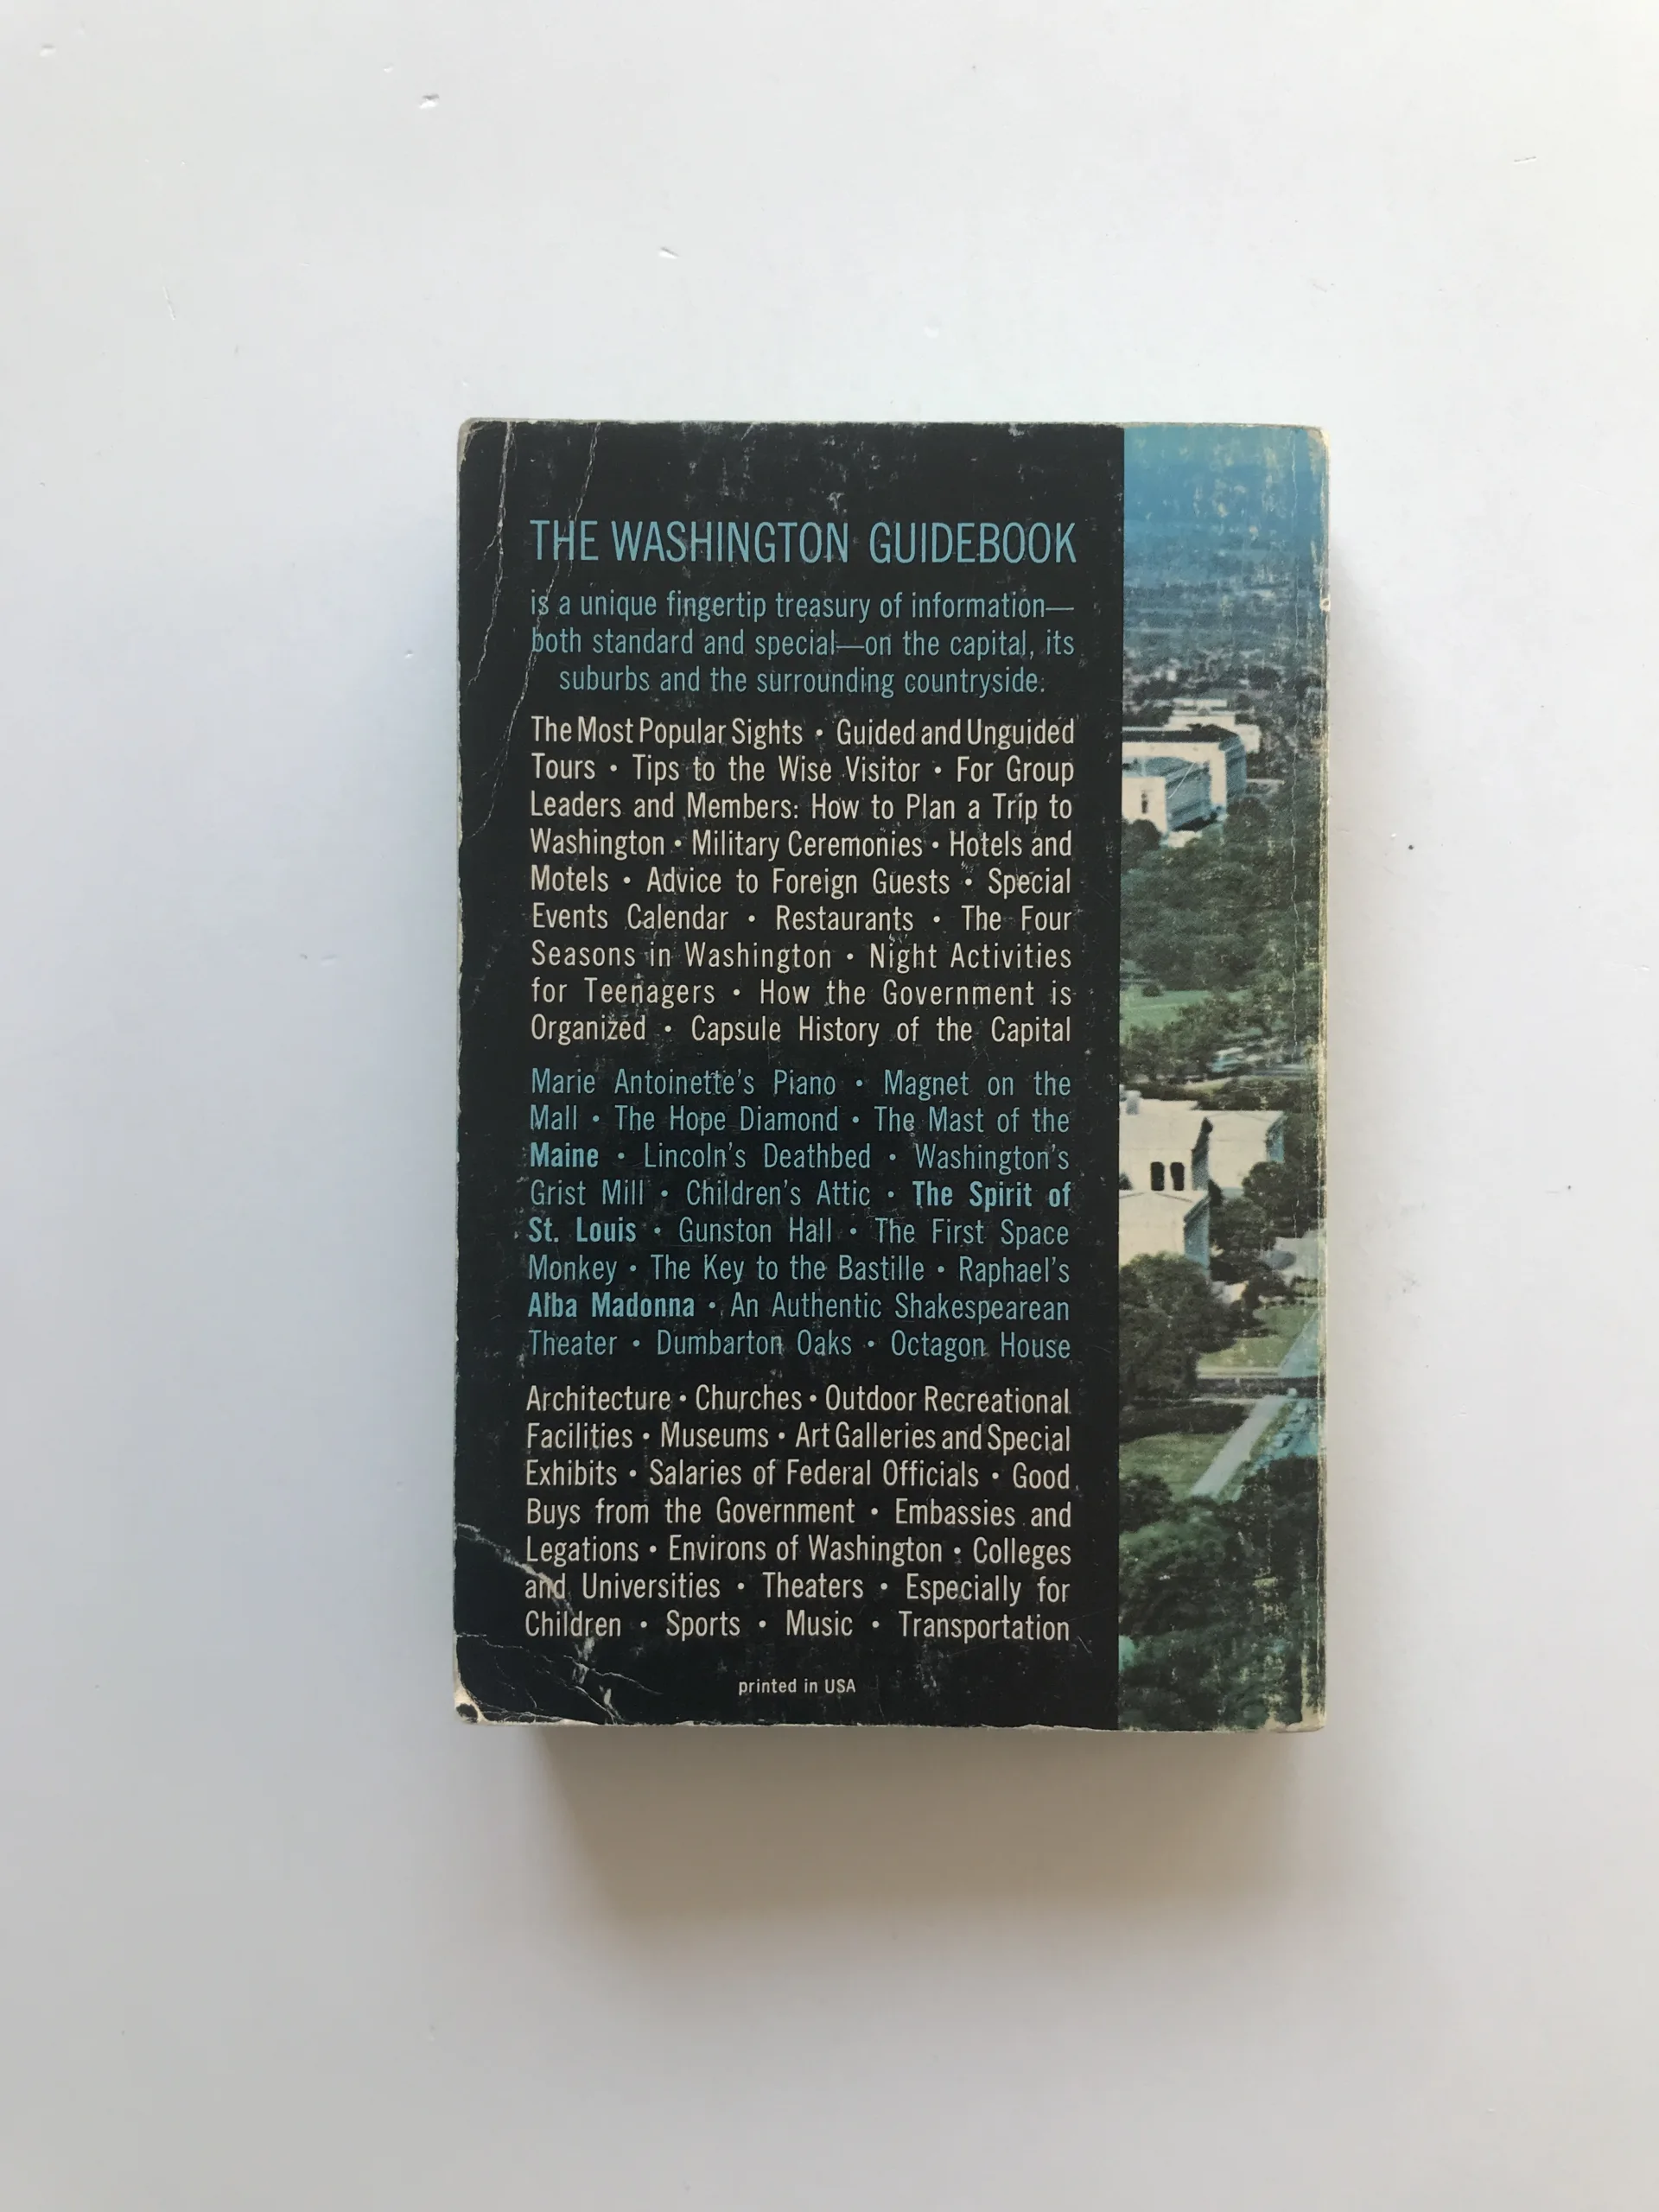 THE WASHINGTON GUIDEBOOK
is a unique fingertip treasury of information—
both standard and special—on the capital, its
suburbs and the surrounding countryside.
The Most Popular Sights • Guided and Unguided
Tours • Tips to the Wise Visitor • For Group
Leaders and Members: How to Plan a Trip to
Washington • Military Ceremonies • Hotels and
Motels • Advice to Foreign Guests • Special
Events Calendar • Restaurants • The Four
Seasons in Washington • Night Activities
for Teenagers • How the Government is
Organized • Capsule History of the Capital
Marie Antoinette's Piano • Magnet on the
Mall • The Hope Diamond • The Mast of the
Maine • Lincoln's Deathbed • Washington's
Grist Mill • Children's Attic • The Spirit of
St. Louis • Gunston Hall • The First Space
Monkey • The Key to the Bastille • Raphael's
Alba Madonna • An Authentic Shakespearean
Theater • Dumbarton Oaks • Octagon House
Architecture • Churches • Outdoor Recreational
Facilities • Museums • Art Galleries and Special
Exhibits • Salaries of Federal Officials • Good
Buys from the Government • Embassies and
Legations • Environs of Washington • Colleges
and Universities • Theaters • Especially for
Children • Sports • Music • Transportation
printed in USA